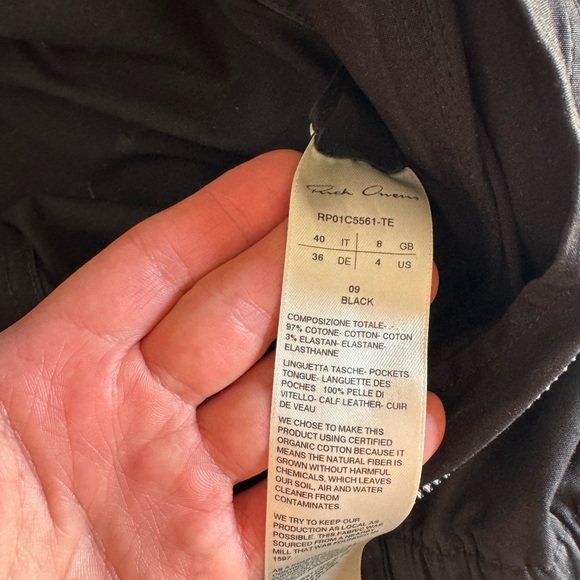 Rick Owens
RP01C5561-TE
40 IT 8 GB
36 DE 4 US
09
BLACK
COMPOSIZIONE TOTALE-
97% COTONE- COTTON- COTON
3% ELASTAN- ELASTANE-
ELASTHANNE
LINGUETTA TASCHE- POCKETS
TONGUE- LANGUETTE DES
POCHES 100% PELLE DI
VITELLO- CALF LEATHER- CUIR
DE VEAU
WE CHOSE TO MAKE THIS
PRODUCT USING CERTIFIED
ORGANIC COTTON BECAUSE IT
MEANS THE NATURAL FIBER IS
GROWN WITHOUT HARMFUL
CHEMICALS, WHICH LEAVES
OUR SOIL, AIR AND WATER
CLEANER FROM
CONTAMINATES.
WE TRY TO KEEP OUR
PRODUCTION AS LOCAL AS
POSSIBLE. THIS FABRIC WAS
SOURCED FROM A NEARBY
MILL THAT WAS FOUNDED IN
1597